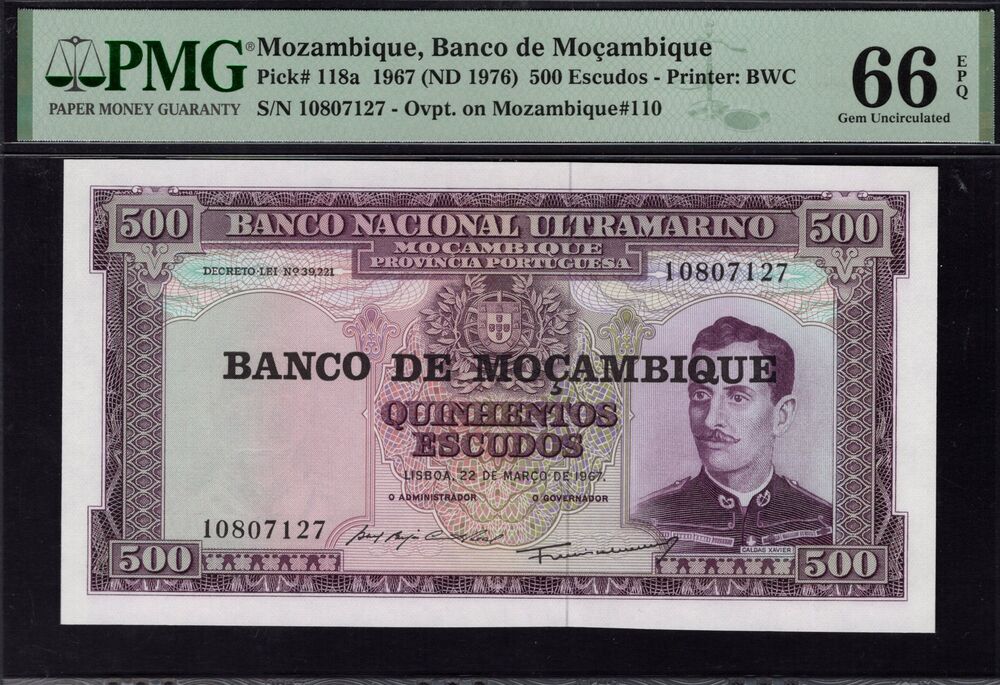 PMG®
PAPER MONEY GUARANTY
Mozambique, Banco de Moçambique
Pick# 118a 1967 (ND 1976) 500 Escudos - Printer: BWC
S/N 10807127 - Ovpt. on Mozambique#110
66 EPQ
Gem Uncirculated
500 BANCO NACIONAL ULTRAMARINO 500
MOÇAMBIQUE
PROVINCIA PORTUGUESA
DECRETO-LEI Nº 39,221
10807127
BANCO DE MOÇAMBIQUE
QUINHENTOS
ESCUDOS
LISBOA, 22 DE MARÇO DE 1967.
O ADMINISTRADOR O GOVERNADOR
10807127
CALDAS XAVIER
500 500